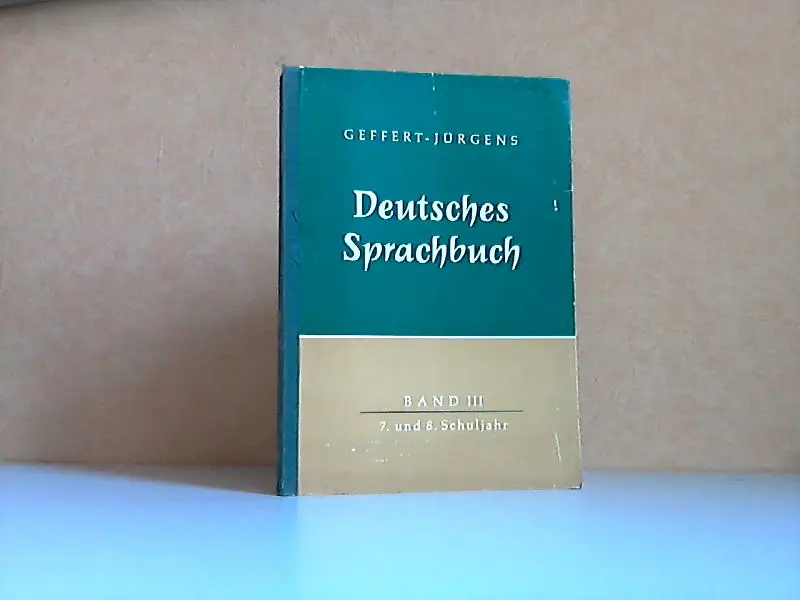 GEFFERT-JÜRGENS
Deutsches
Sprachbuch
BAND III
7. und 8. Schuljahr